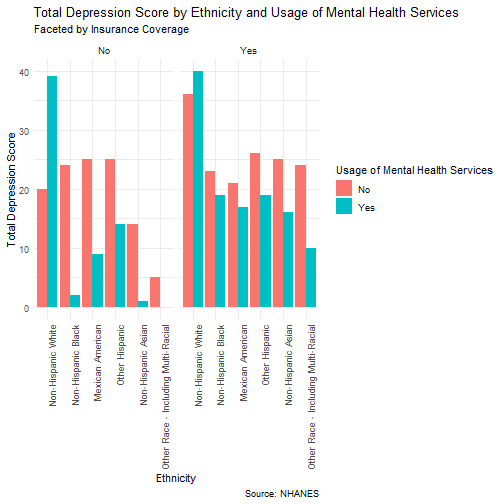 Total Depression Score by Ethnicity and Usage of Mental Health Services
Faceted by Insurance Coverage
No
Yes
Total Depression Score
40
30
20
10
0
Usage of Mental Health Services
No
Yes
Non-Hispanic White
Non-Hispanic Black
Mexican American
Other Hispanic
Non-Hispanic Asian
Other Race - Including Multi-Racial
Non-Hispanic White
Non-Hispanic Black
Mexican American
Other Hispanic
Non-Hispanic Asian
Other Race - Including Multi-Racial
Ethnicity
Source: NHANES